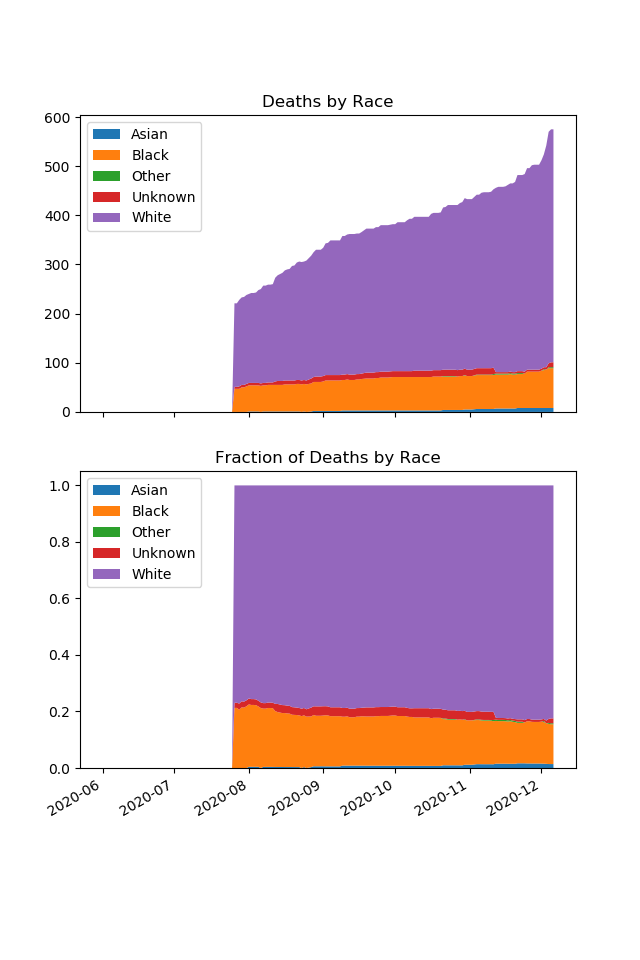 Deaths by Race
600
500
400
300
200
100
0
Asian
Black
Other
Unknown
White
Fraction of Deaths by Race
1.0
0.8
0.6
0.4
0.2
0.0
Asian
Black
Other
Unknown
White
2020-06
2020-07
2020-08
2020-09
2020-10
2020-11
2020-12